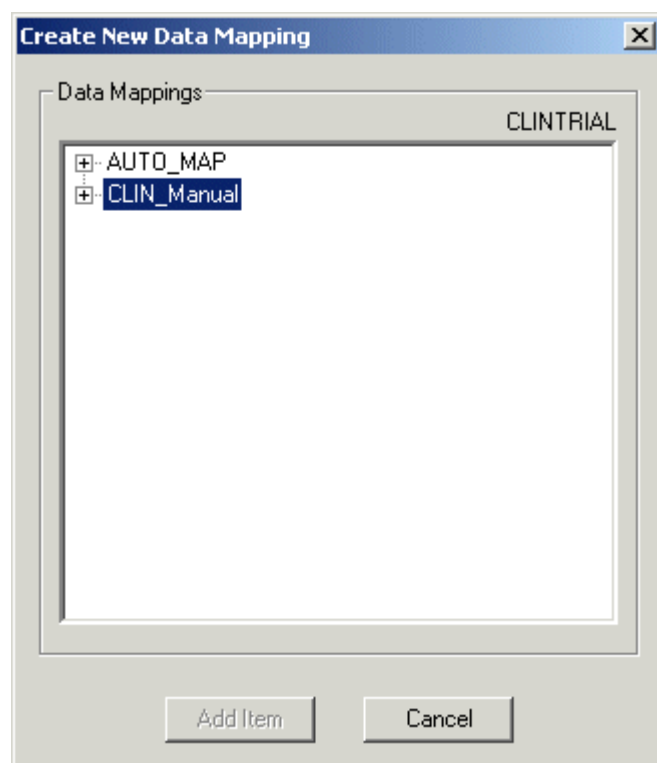 Create New Data Mapping
Data Mappings
CLINTRIAL
AUTO_MAP
CLIN_Manual
Add Item
Cancel